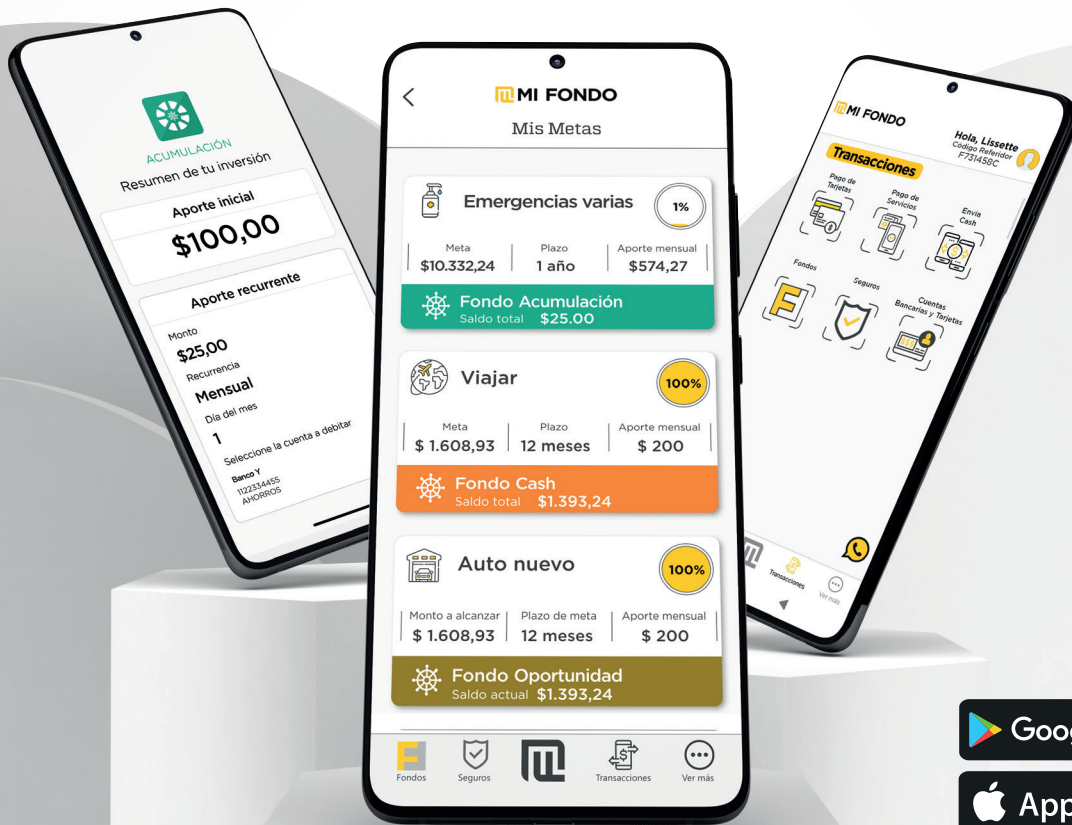 ACUMULACIÓN
Resumen de tu inversión
Aporte inicial
$100,00
Aporte recurrente
Monto
$25,00
Recurrencia
Mensual
Día del mes
1
Seleccione la cuenta a debitar
Banco Y
1122334455
AHORROS
MI FONDO
Mis Metas
Emergencias varias 1%
Meta Plazo Aporte mensual
$10.332,24 1 año $574,27
Fondo Acumulación
Saldo total $25.00
Viajar 100%
Meta Plazo Aporte mensual
$ 1.608,93 12 meses $ 200
Fondo Cash
Saldo total $1.393,24
Auto nuevo 100%
Monto a alcanzar Plazo de meta Aporte mensual
$ 1.608,93 12 meses $ 200
Fondo Oportunidad
Saldo actual $1.393,24
Fondos Seguros Transacciones Ver más
MI FONDO
Hola, Lissette
Código Referidor
F731458C
Transacciones
Pago de Tarjetas
Pago de Servicios
Envía Cash
Fondos
Seguros
Cuentas Bancarias y Tarjetas
Transacciones
Ver más
Goog
App